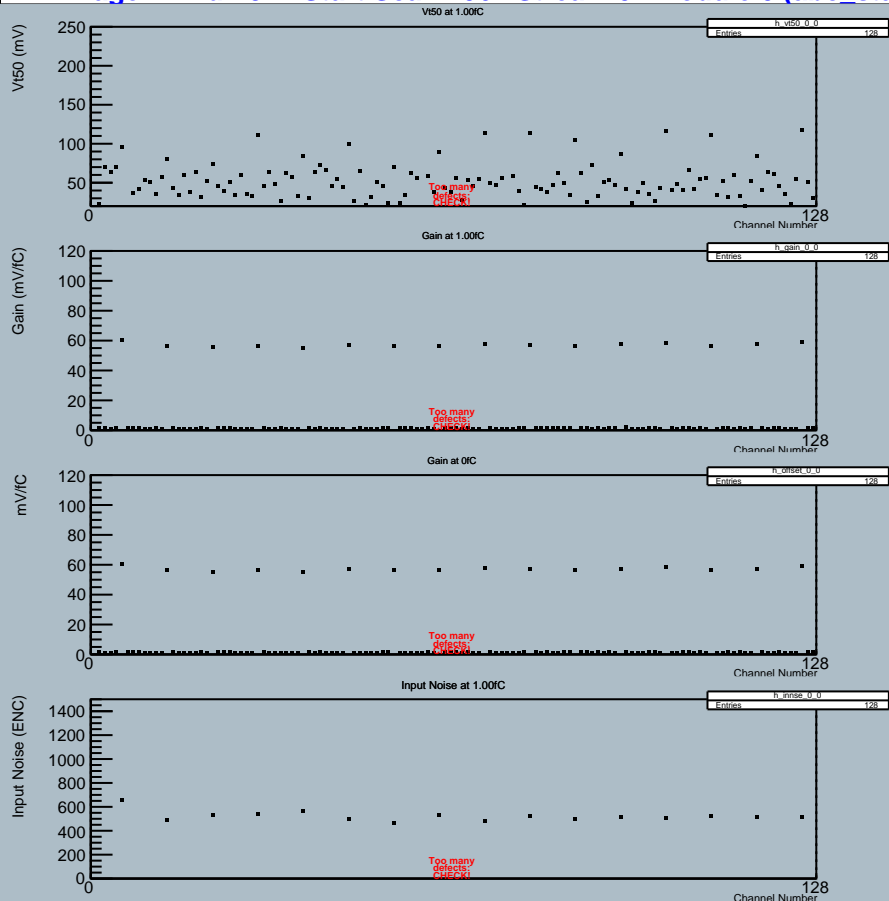 Vt50 at 1.00fC
h_vt50_0_0
Entries 128
Vt50 (mV)
250
200
150
100
50
Too many
defects:
CHECK!
0
128
Channel Number
Gain at 1.00fC
h_gain_0_0
Entries 128
Gain (mV/fC)
120
100
80
60
40
20
0
Too many
defects:
CHECK!
0
128
Channel Number
Gain at 0fC
h_offset_0_0
Entries 128
mV/fC
120
100
80
60
40
20
0
Too many
defects:
CHECK!
0
128
Channel Number
Input Noise at 1.00fC
h_innse_0_0
Entries 128
Input Noise (ENC)
1400
1200
1000
800
600
400
200
0
Too many
defects:
CHECK!
0
128
Channel Number